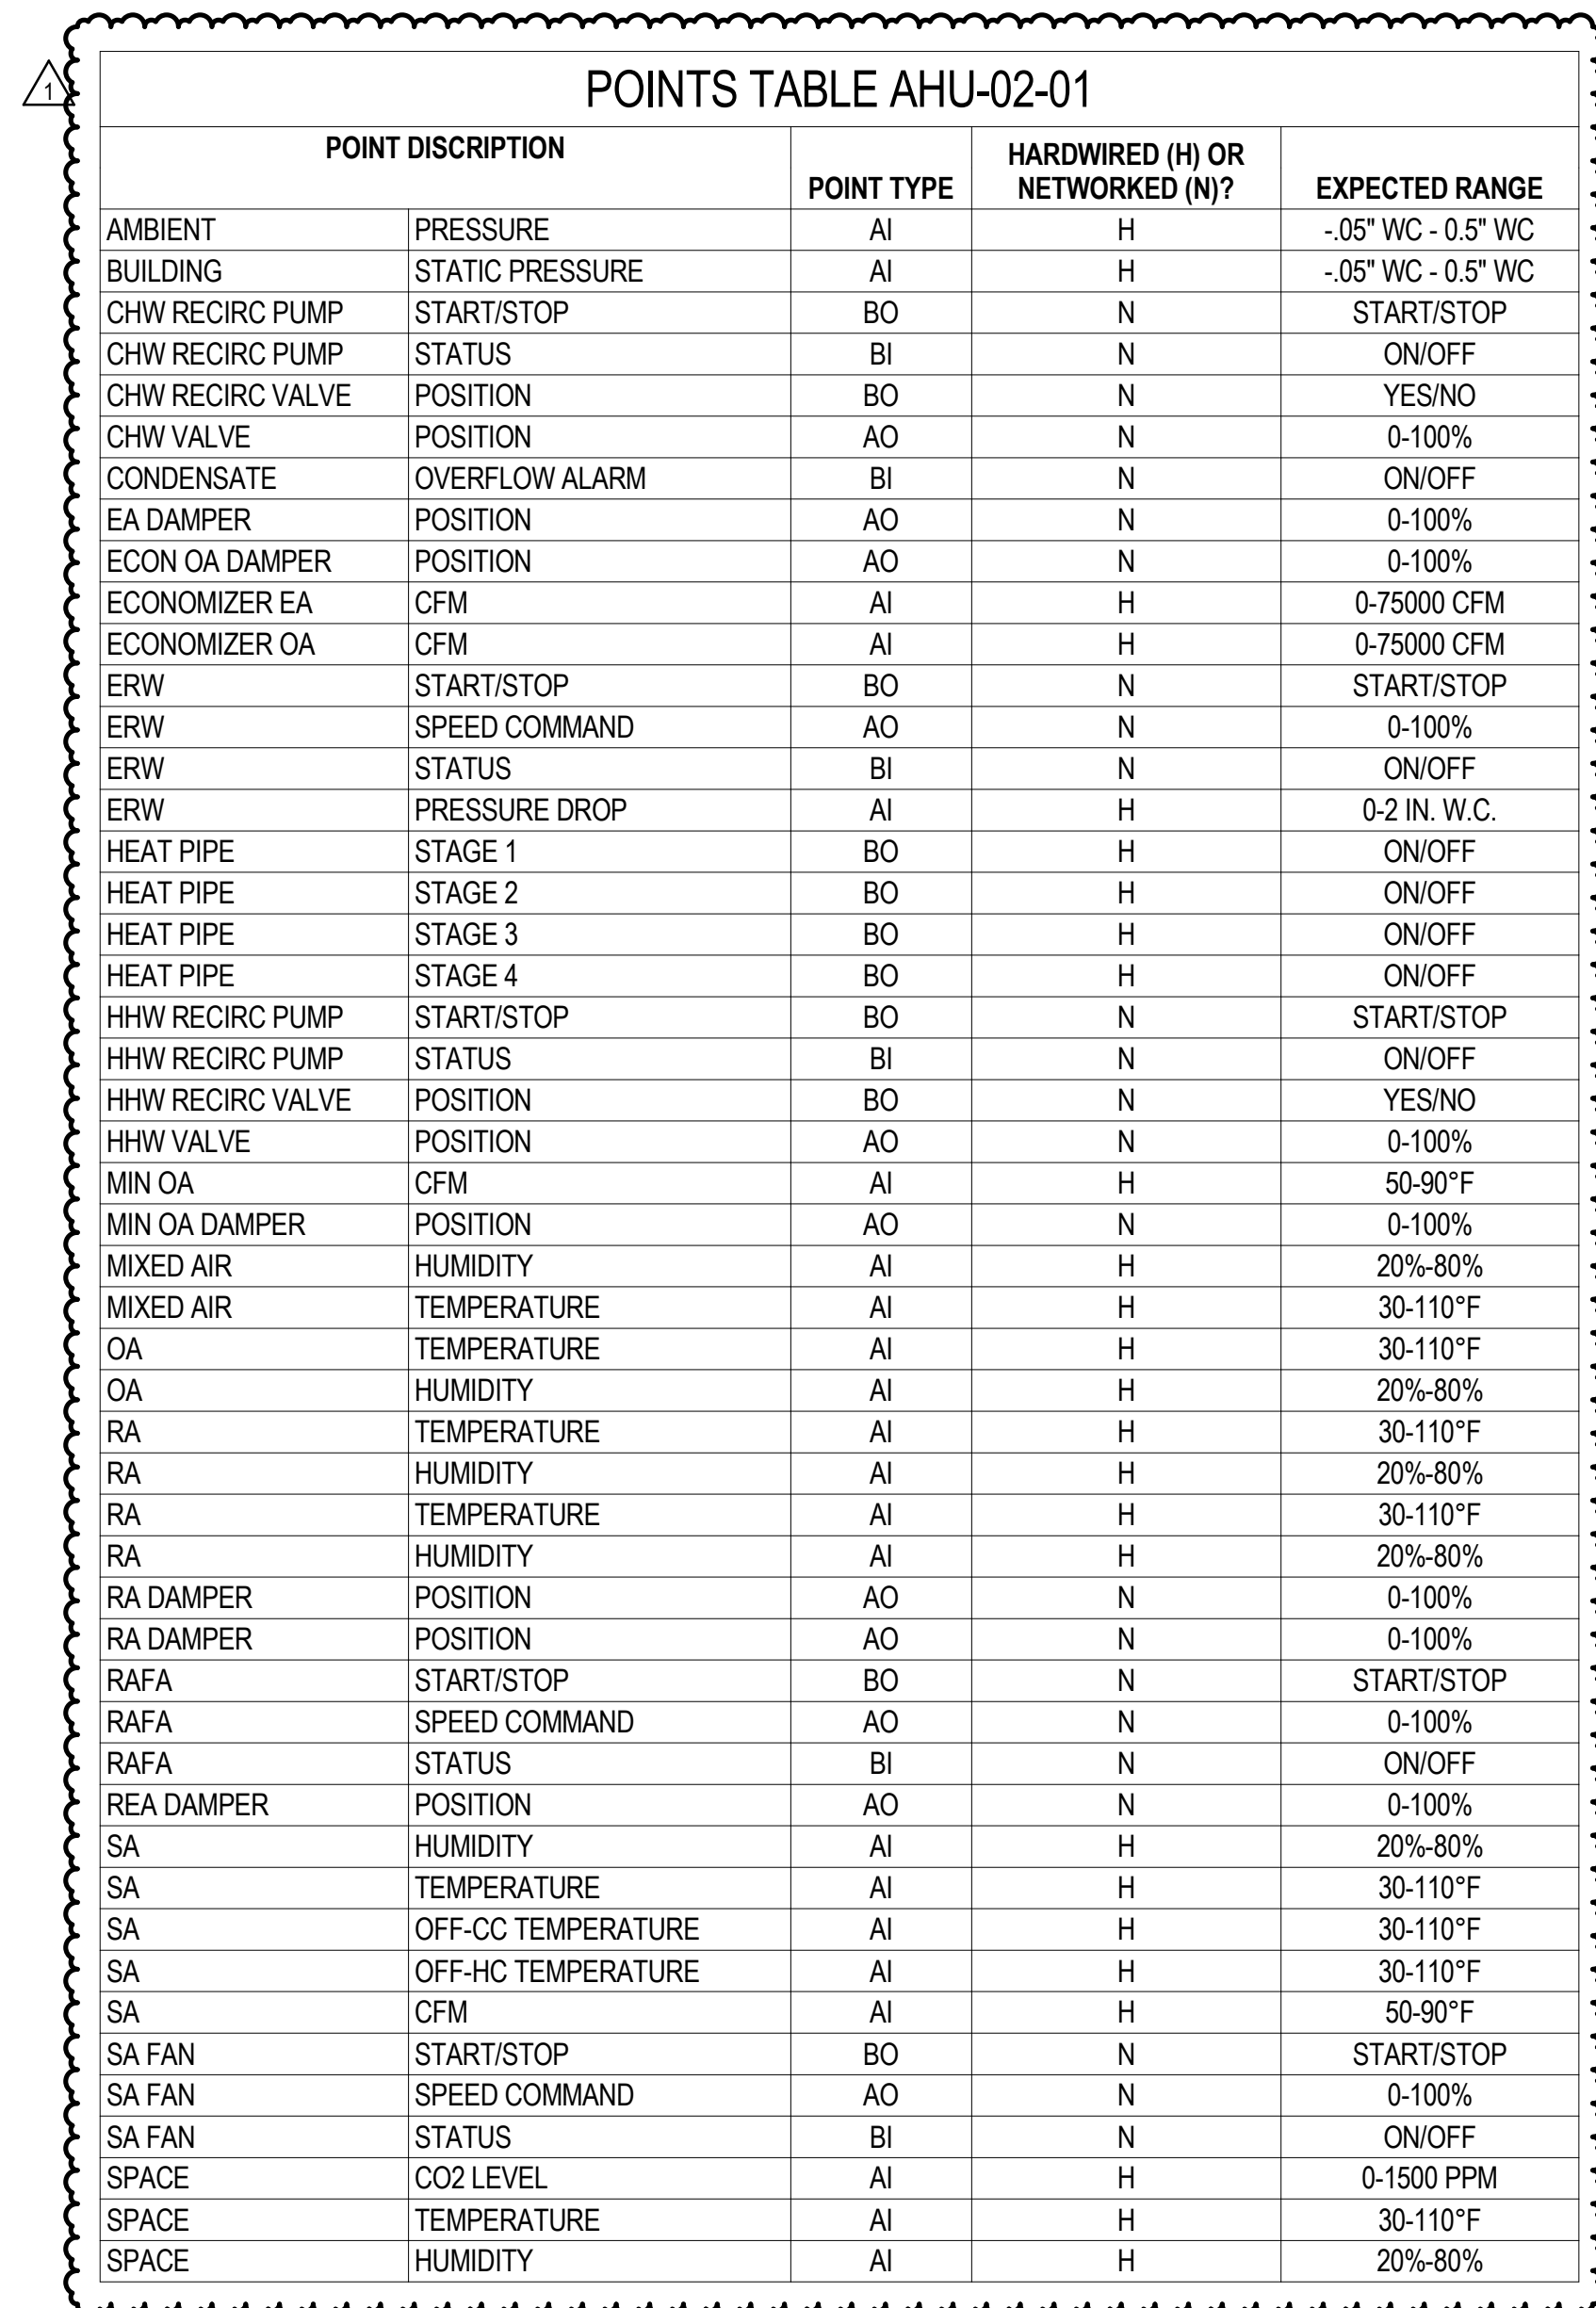 1
POINTS TABLE AHU-02-01
POINT DISCRIPTION POINT TYPE HARDWIRED (H) OR NETWORKED (N)? EXPECTED RANGE
AMBIENT PRESSURE AI H -.05" WC - 0.5" WC
BUILDING STATIC PRESSURE AI H -.05" WC - 0.5" WC
CHW RECIRC PUMP START/STOP BO N START/STOP
CHW RECIRC PUMP STATUS BI N ON/OFF
CHW RECIRC VALVE POSITION BO N YES/NO
CHW VALVE POSITION AO N 0-100%
CONDENSATE OVERFLOW ALARM BI N ON/OFF
EA DAMPER POSITION AO N 0-100%
ECON OA DAMPER POSITION AO N 0-100%
ECONOMIZER EA CFM AI H 0-75000 CFM
ECONOMIZER OA CFM AI H 0-75000 CFM
ERW START/STOP BO N START/STOP
ERW SPEED COMMAND AO N 0-100%
ERW STATUS BI N ON/OFF
ERW PRESSURE DROP AI H 0-2 IN. W.C.
HEAT PIPE STAGE 1 BO H ON/OFF
HEAT PIPE STAGE 2 BO H ON/OFF
HEAT PIPE STAGE 3 BO H ON/OFF
HEAT PIPE STAGE 4 BO H ON/OFF
HHW RECIRC PUMP START/STOP BO N START/STOP
HHW RECIRC PUMP STATUS BI N ON/OFF
HHW RECIRC VALVE POSITION BO N YES/NO
HHW VALVE POSITION AO N 0-100%
MIN OA CFM AI H 50-90°F
MIN OA DAMPER POSITION AO N 0-100%
MIXED AIR HUMIDITY AI H 20%-80%
MIXED AIR TEMPERATURE AI H 30-110°F
OA TEMPERATURE AI H 30-110°F
OA HUMIDITY AI H 20%-80%
RA TEMPERATURE AI H 30-110°F
RA HUMIDITY AI H 20%-80%
RA TEMPERATURE AI H 30-110°F
RA HUMIDITY AI H 20%-80%
RA DAMPER POSITION AO N 0-100%
RA DAMPER POSITION AO N 0-100%
RAFA START/STOP BO N START/STOP
RAFA SPEED COMMAND AO N 0-100%
RAFA STATUS BI N ON/OFF
REA DAMPER POSITION AO N 0-100%
SA HUMIDITY AI H 20%-80%
SA TEMPERATURE AI H 30-110°F
SA OFF-CC TEMPERATURE AI H 30-110°F
SA OFF-HC TEMPERATURE AI H 30-110°F
SA CFM AI H 50-90°F
SA FAN START/STOP BO N START/STOP
SA FAN SPEED COMMAND AO N 0-100%
SA FAN STATUS BI N ON/OFF
SPACE CO2 LEVEL AI H 0-1500 PPM
SPACE TEMPERATURE AI H 30-110°F
SPACE HUMIDITY AI H 20%-80%